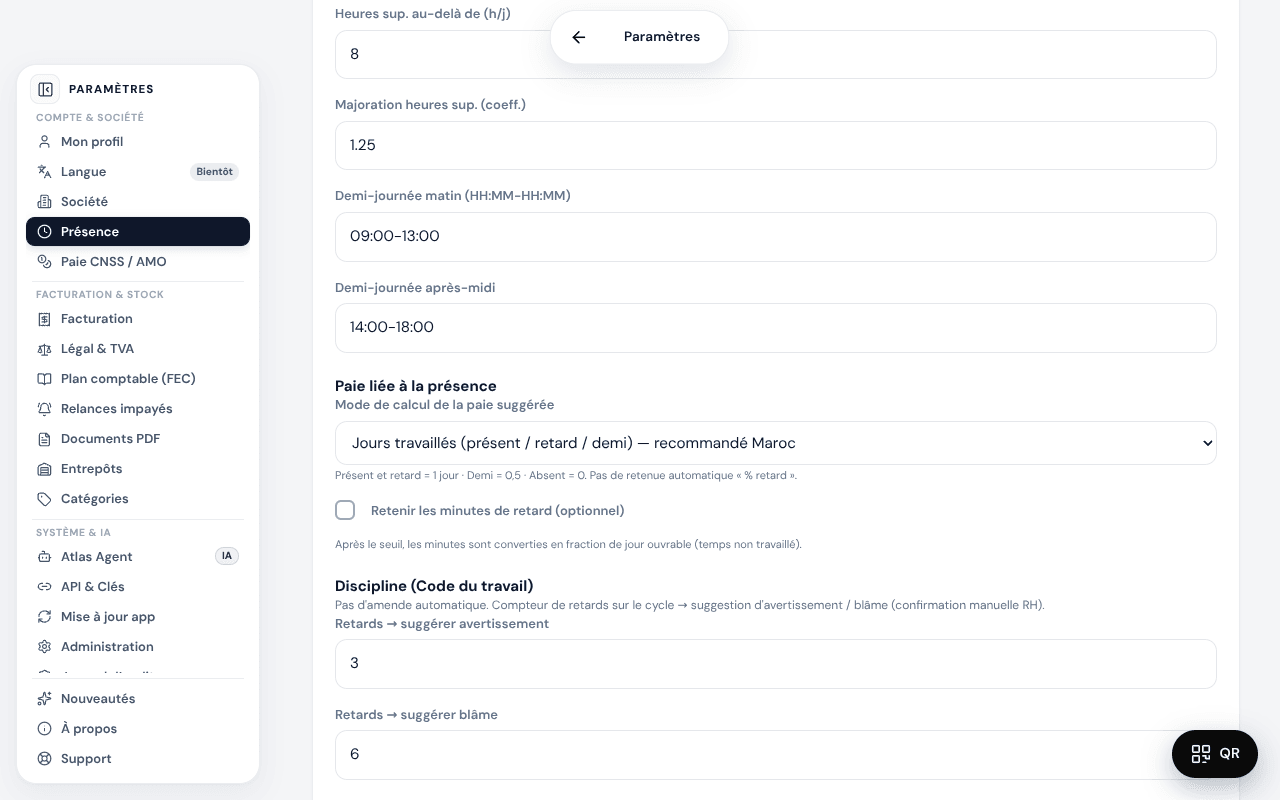 PARAMÈTRES
COMPTE & SOCIÉTÉ
Mon profil
Langue
Bientôt
Société
Présence
Paie CNSS / AMO
FACTURATION & STOCK
Facturation
Légal & TVA
Plan comptable (FEC)
Relances impayés
Documents PDF
Entrepôts
Catégories
SYSTÈME & IA
Atlas Agent
IA
API & Clés
Mise à jour app
Administration
Nouveautés
À propos
Support
Paramètres
Heures sup. au-delà de (h/j)
8
Majoration heures sup. (coeff.)
1.25
Demi-journée matin (HH:MM-HH:MM)
09:00-13:00
Demi-journée après-midi
14:00-18:00
Paie liée à la présence
Mode de calcul de la paie suggérée
Jours travaillés (présent / retard / demi) — recommandé Maroc
Présent et retard = 1 jour · Demi = 0,5 · Absent = 0. Pas de retenue automatique « % retard ».
Retenir les minutes de retard (optionnel)
Après le seuil, les minutes sont converties en fraction de jour ouvrable (temps non travaillé).
Discipline (Code du travail)
Pas d'amende automatique. Compteur de retards sur le cycle → suggestion d'avertissement / blâme (confirmation manuelle RH).
Retards → suggérer avertissement
3
Retards → suggérer blâme
6
QR